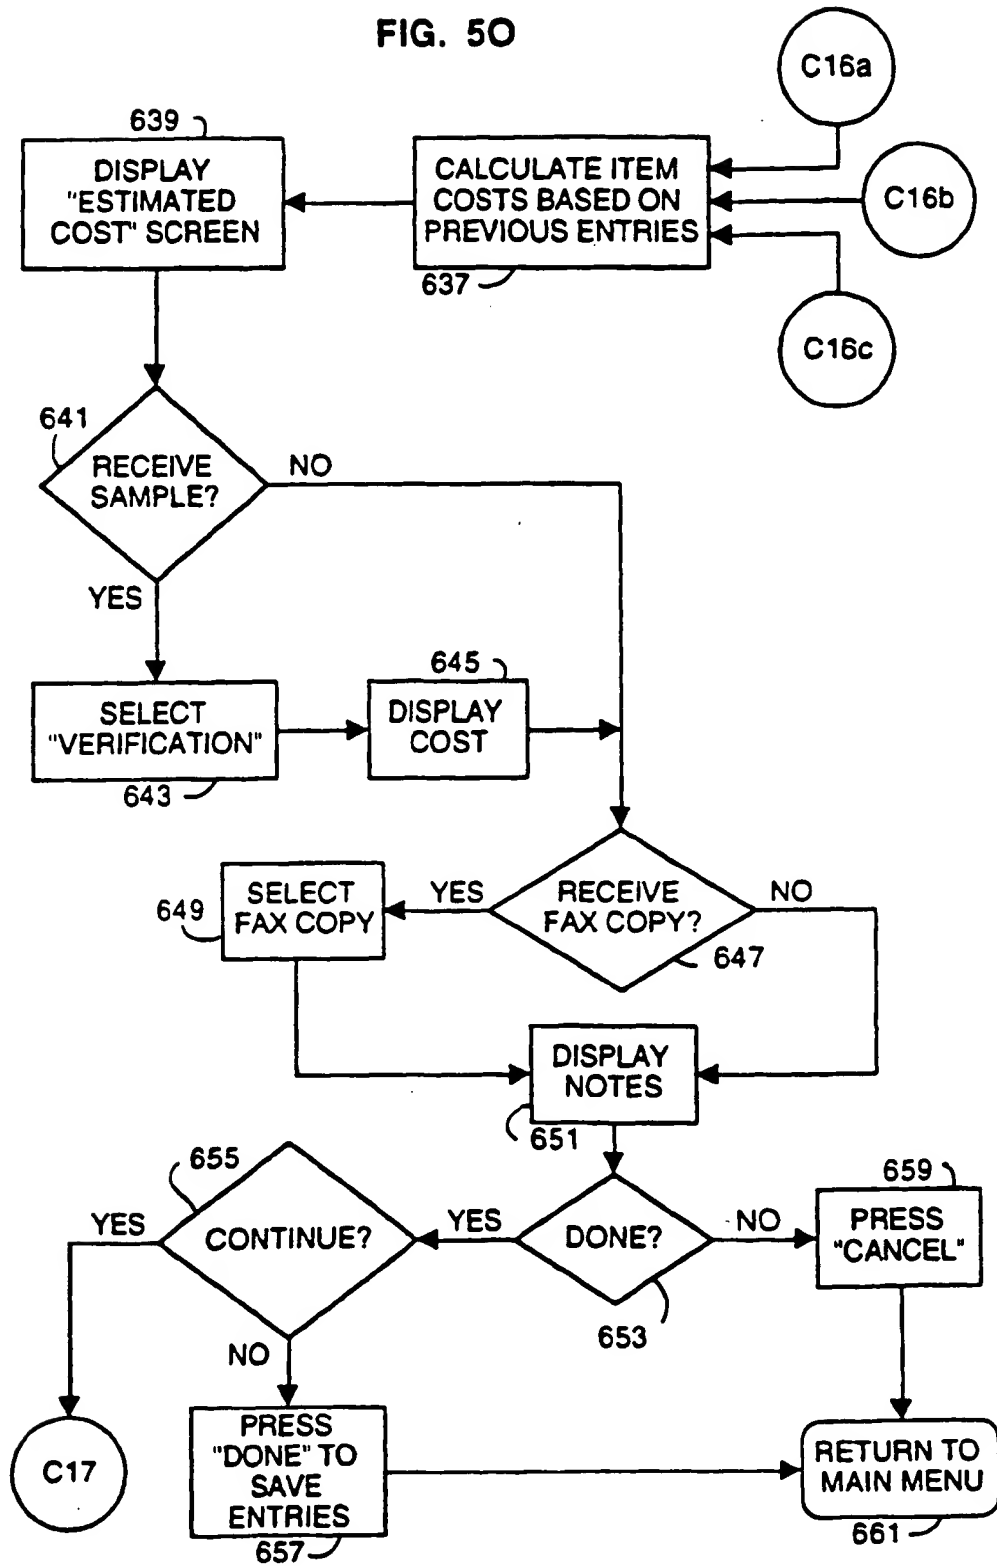 FIG. 5O
C16a
639
DISPLAY
"ESTIMATED
COST" SCREEN
CALCULATE ITEM
COSTS BASED ON
PREVIOUS ENTRIES
637
C16b
C16c
641
RECEIVE
SAMPLE?
NO
YES
SELECT
"VERIFICATION"
643
645
DISPLAY
COST
649
SELECT
FAX COPY
YES
RECEIVE
FAX COPY?
NO
647
DISPLAY
NOTES
651
655
YES
CONTINUE?
YES
DONE?
NO
653
659
PRESS
"CANCEL"
NO
C17
PRESS
"DONE" TO
SAVE
ENTRIES
657
RETURN TO
MAIN MENU
661